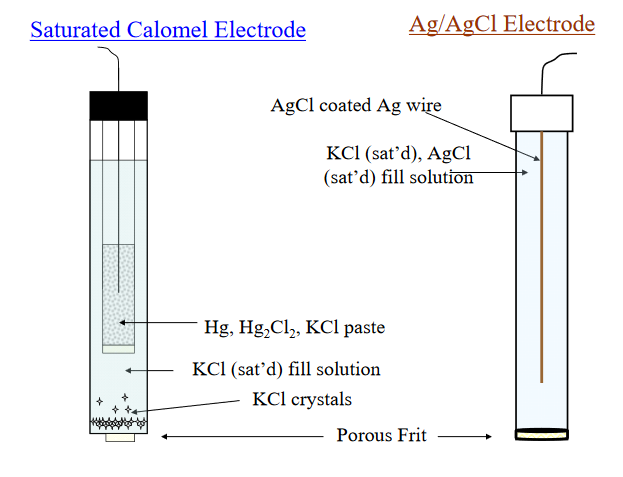 Saturated Calomel Electrode
Ag/AgCl Electrode
AgCl coated Ag wire
KCl (sat’d), AgCl
(sat’d) fill solution
Hg, Hg₂Cl₂, KCl paste
KCl (sat’d) fill solution
KCl crystals
Porous Frit